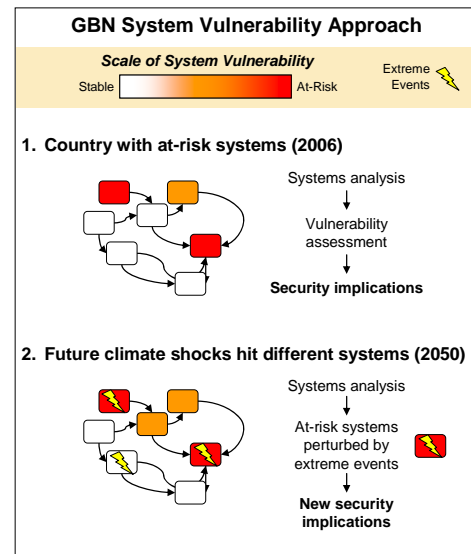 GBN System Vulnerability Approach
Scale of System Vulnerability
Stable
At-Risk
Extreme
Events
1. Country with at-risk systems (2006)
Systems analysis
Vulnerability
assessment
Security implications
2. Future climate shocks hit different systems (2050)
Systems analysis
At-risk systems
perturbed by
extreme events
New security
implications